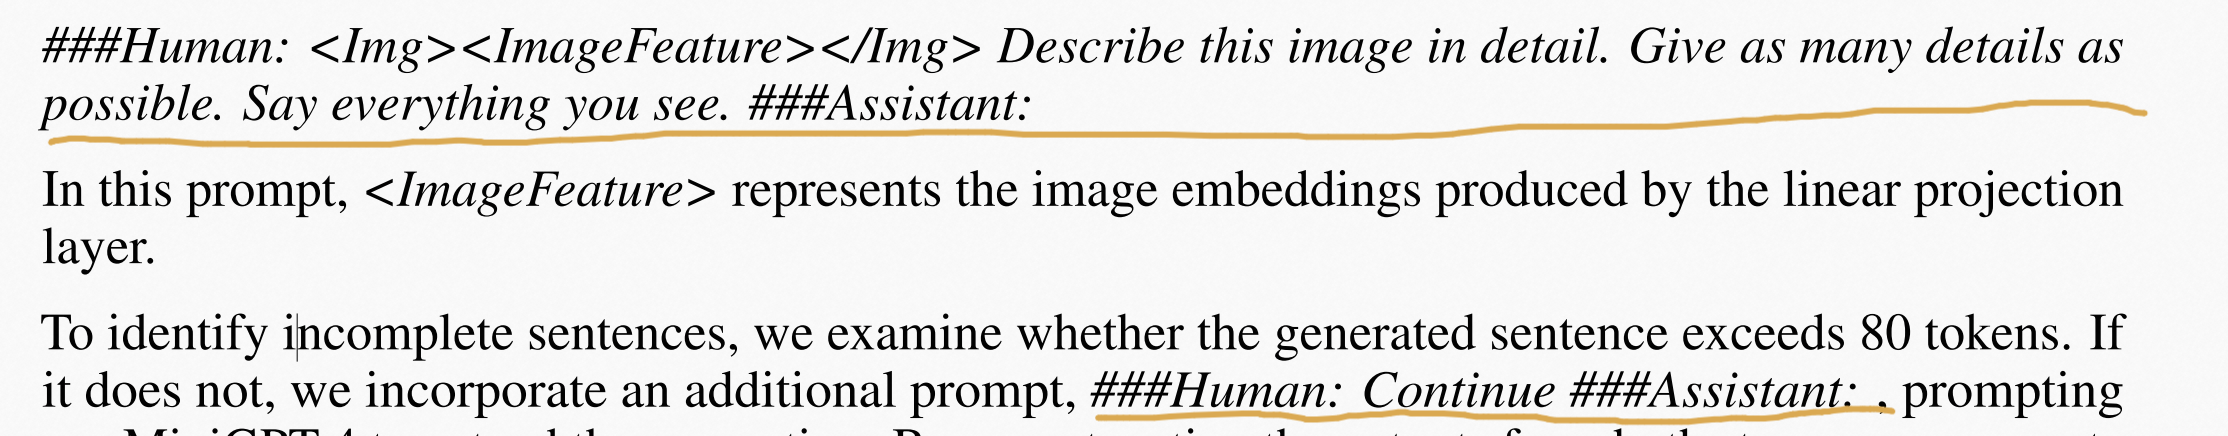 ###Human: <Img><ImageFeature></Img> Describe this image in detail. Give as many details as
possible. Say everything you see. ###Assistant:
In this prompt, <ImageFeature> represents the image embeddings produced by the linear projection
layer.
To identify incomplete sentences, we examine whether the generated sentence exceeds 80 tokens. If
it does not, we incorporate an additional prompt, ###Human: Continue ###Assistant: , prompting